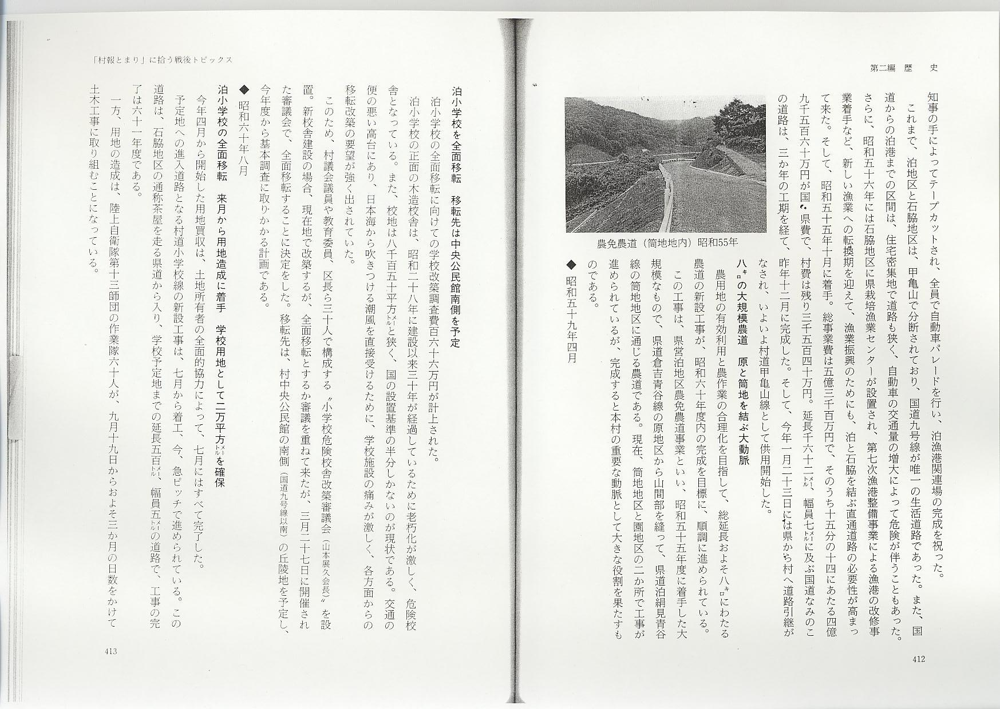 第二編　歴　　史
知事の手によってテープカットされ、全員で自動車パレードを行い、泊漁港関連場の完成を祝った。
これまで、泊地区と石脇地区は、甲亀山で分断されており、国道九号線が唯一の生活道路であった。また、国
道からの泊港までの区間は、住宅密集地で道路も狭く、自動車の交通量の増大によって危険が伴うこともあった。
さらに、昭和五十六年には石脇地区に県栽培漁業センターが設置され、第七次漁港整備事業による漁港の改修事
業着手など、新しい漁業への転換期を迎えて、漁業振興のためにも、泊と石脇を結ぶ直通道路の必要性が高まっ
て来た。そして、昭和五十五年十月に着手。総事業費は五億三千百万円で、そのうち十五分の十四にあたる四億
九千五百六十万円が国・県費で、村費は残り三千五百四十万円。延長千六十二メートル、幅員七メートルに及ぶ国道なみのこ
の道路は、三か年の工期を経て、昨年十二月に完成した。そして、今年一月二十三日には県から村へ道路引継が
なされ、いよいよ村道甲亀山線として供用開始した。
農免農道（筒地地内）昭和55年
八キロの大規模農道　原と筒地を結ぶ大動脈
農用地の有効利用と農作業の合理化を目指して、総延長およそ八キロにわたる
農道の新設工事が、昭和六十年度内の完成を目標に、順調に進められている。
この工事は、県営泊地区農免農道事業といい、昭和五十五年度に着手した大
規模なもので、県道倉吉青谷線の原地区から山間部を縫って、県道泊絹見青谷
線の筒地地区に通じる農道である。現在、筒地地区と園地区の二か所で工事が
進められているが、完成すると本村の重要な動脈として大きな役割を果たすも
のである。
◆　昭和五十九年四月
412
「村報とまり」に拾う戦後トピックス
泊小学校を全面移転　移転先は中央公民館南側を予定
泊小学校の全面移転に向けての学校改築調査費百六十六万円が計上された。
泊小学校の正面の木造校舎は、昭和二十八年に建設以来三十年が経過しているために老朽化が激しく、危険校
舎となっている。また、校地は八千百五十平方メートルと狭く、国の設置基準の半分しかないのが現状である。交通の
便の悪い高台にあり、日本海から吹きつける潮風を直接受けるために、学校施設の痛みが激しく、各方面からの
移転改築の要望が強く出されていた。
このため、村議会議員や教育委員、区長ら三十人で構成する〝小学校危険校舎改築審議会（山本展久会長）〟を設
置。新校舎建設の場合、現在地で改築するが、全面移転とするか審議を重ねて来たが、三月二十七日に開催され
た審議会で、全面移転することに決定をした。移転先は、村中央公民館の南側（国道九号線以南）の丘陵地を予定し、
今年度から基本調査に取りかかる計画である。
◆　昭和六十年八月
泊小学校の全面移転　来月から用地造成に着手　学校用地として二万平方メートルを確保
今年四月から開始した用地買収は、土地所有者の全面的協力によって、七月にはすべて完了した。
予定地への進入道路となる村道小学校線の新設工事は、七月から着工、今、急ピッチで進められている。この
道路は、石脇地区の通称茶屋を走る県道から入り、学校予定地までの延長五百メートル、幅員五メートルの道路で、工事の完
了は六十一年度である。
一方、用地の造成は、陸上自衛隊第十三師団の作業隊六十人が、九月十九日からおよそ三か月の日数をかけて
土木工事に取り組むことになっている。
413